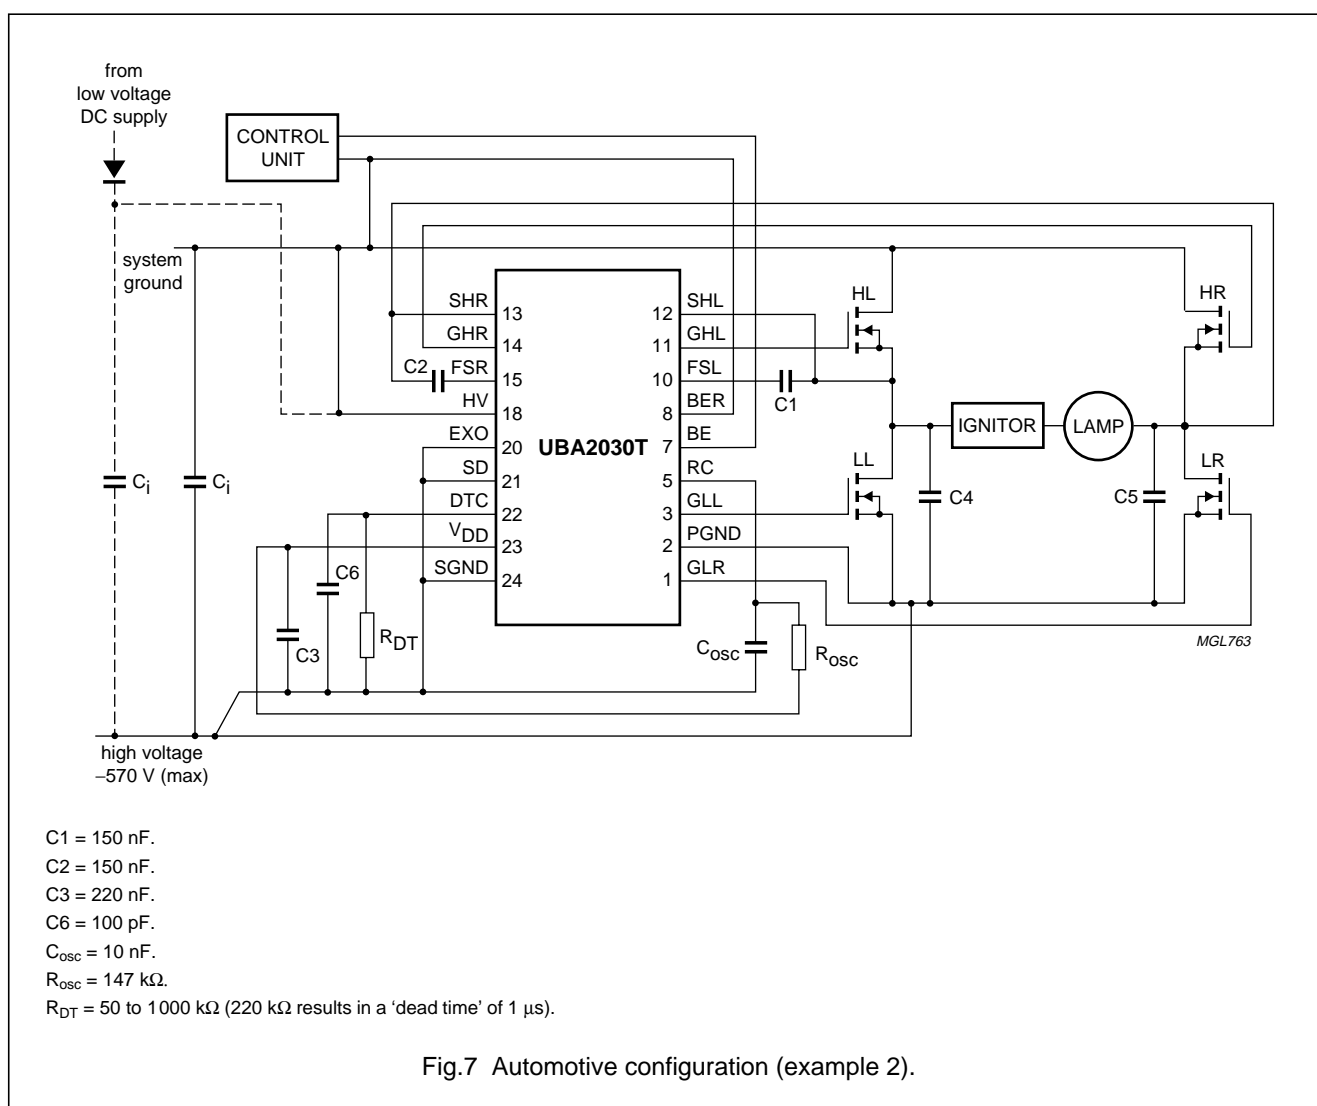 from
low voltage
DC supply
CONTROL
UNIT
system
ground
SHR
13
GHR
14
C2
FSR
15
HV
18
EXO
20
SD
21
DTC
22
VDD
23
SGND
24
UBA2030T
SHL
12
GHL
11
FSL
10
BER
8
BE
7
RC
5
GLL
3
PGND
2
GLR
1
C1
HL
HR
LL
LR
IGNITOR
LAMP
C4
C5
Ci
Ci
C6
C3
RDT
Cosc
Rosc
MGL763
high voltage
−570 V (max)
C1 = 150 nF.
C2 = 150 nF.
C3 = 220 nF.
C6 = 100 pF.
Cosc = 10 nF.
Rosc = 147 kΩ.
RDT = 50 to 1000 kΩ (220 kΩ results in a ‘dead time’ of 1 µs).
Fig.7 Automotive configuration (example 2).